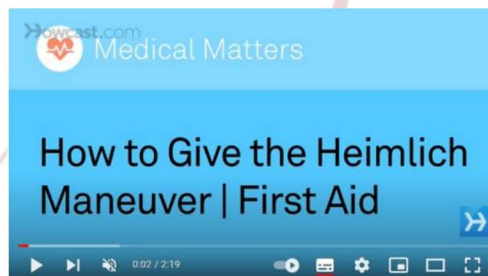 Howcast.com
Medical Matters
How to Give the Heimlich
Maneuver | First Aid
0:02 / 2:19